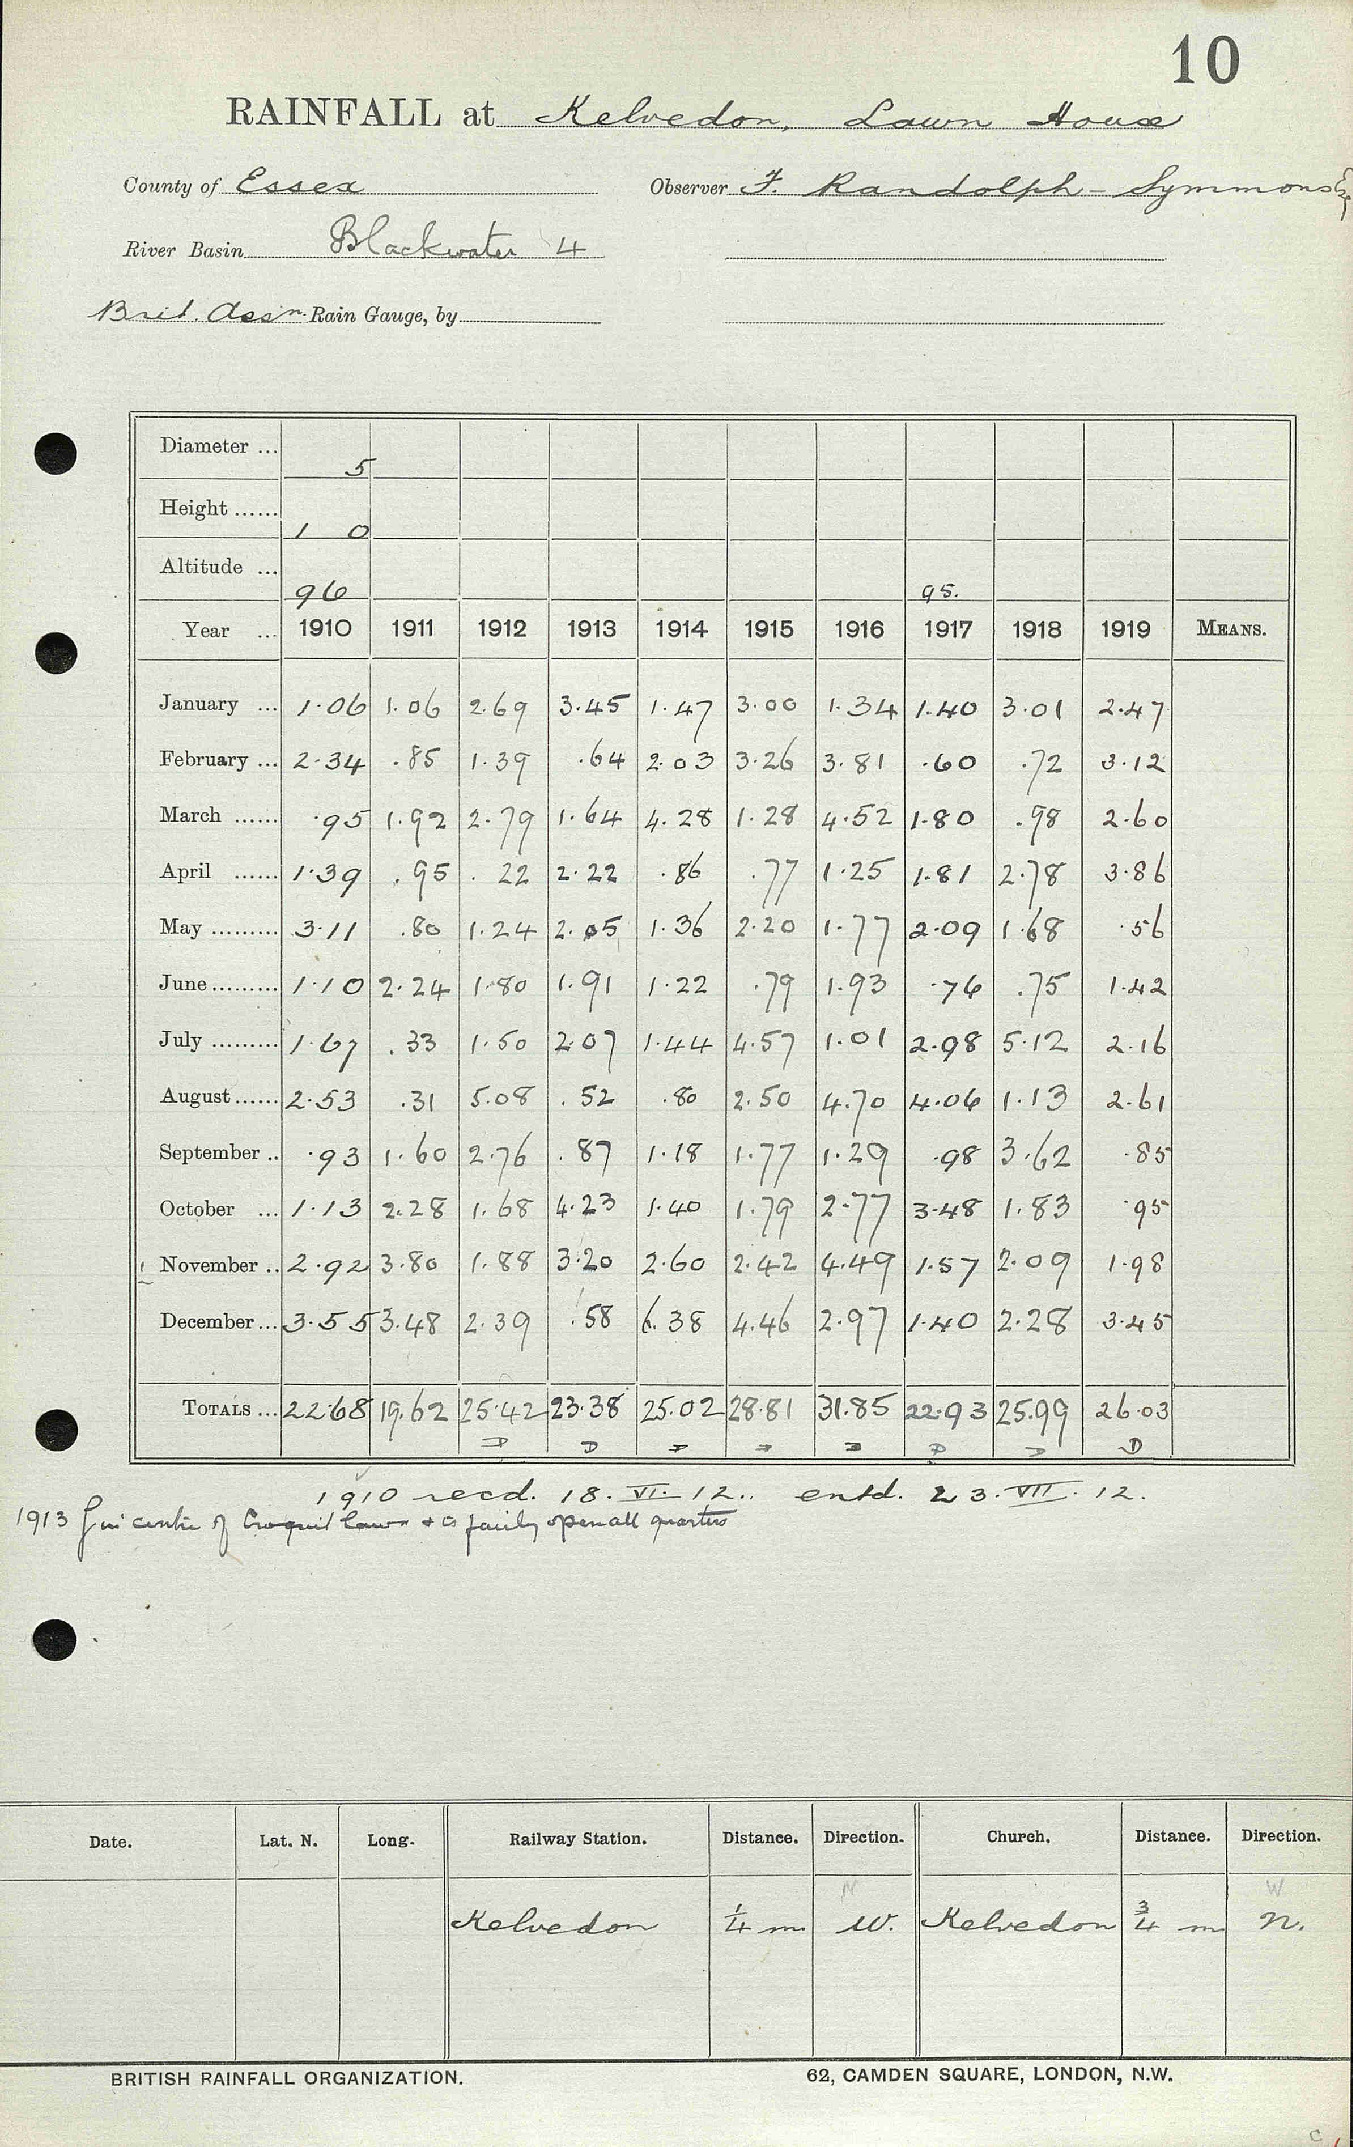 10
RAINFALL at Kelvedon, Lawn House
County of Essex Observer F. Randolph-Symmons Esq
River Basin Blackwater 4
Brit. Assn. Rain Gauge, by
Diameter ... 5
Height ...... 1 0
Altitude ... 96 95.
Year ... 1910 1911 1912 1913 1914 1915 1916 1917 1918 1919 MEANS.
January ... 1.06 1.06 2.69 3.45 1.47 3.00 1.34 1.40 3.01 2.47
February ... 2.34 .85 1.39 .64 2.03 3.26 3.81 .60 .72 3.12
March ...... .95 1.92 2.79 1.64 4.28 1.28 4.52 1.80 .98 2.60
April ...... 1.39 .95 .22 2.22 .86 .77 1.25 1.81 2.78 3.86
May ......... 3.11 .80 1.24 2.05 1.36 2.20 1.77 2.09 1.68 .56
June ......... 1.10 2.24 1.80 1.91 1.22 .79 1.93 .76 .75 1.42
July ......... 1.67 .33 1.50 2.07 1.44 4.57 1.01 2.98 5.12 2.16
August ...... 2.53 .31 5.08 .52 .80 2.50 4.70 4.06 1.13 2.61
September .. .93 1.60 2.76 .87 1.18 1.77 1.29 .98 3.62 .85
October ... 1.13 2.28 1.68 4.23 1.40 1.79 2.77 3.48 1.83 .95
November .. 2.92 3.80 1.88 3.20 2.60 2.42 4.49 1.57 2.09 1.98
December ... 3.55 3.48 2.39 .58 6.38 4.46 2.97 1.40 2.28 3.45
TOTALS ... 22.68 19.62 25.42 23.38 25.02 28.81 31.85 22.93 25.99 26.03
D D D D D D D D
1910 recd. 18.VI.12.. entd. 23.VII.12.
1913 in centre of Croquet lawn & is fairly open all quarters
Date. Lat. N. Long. Railway Station. Distance. Direction. Church. Distance. Direction.
N W
Kelvedon 1/4 m W. Kelvedon 3/4 m N.
BRITISH RAINFALL ORGANIZATION. 62, CAMDEN SQUARE, LONDON, N.W.